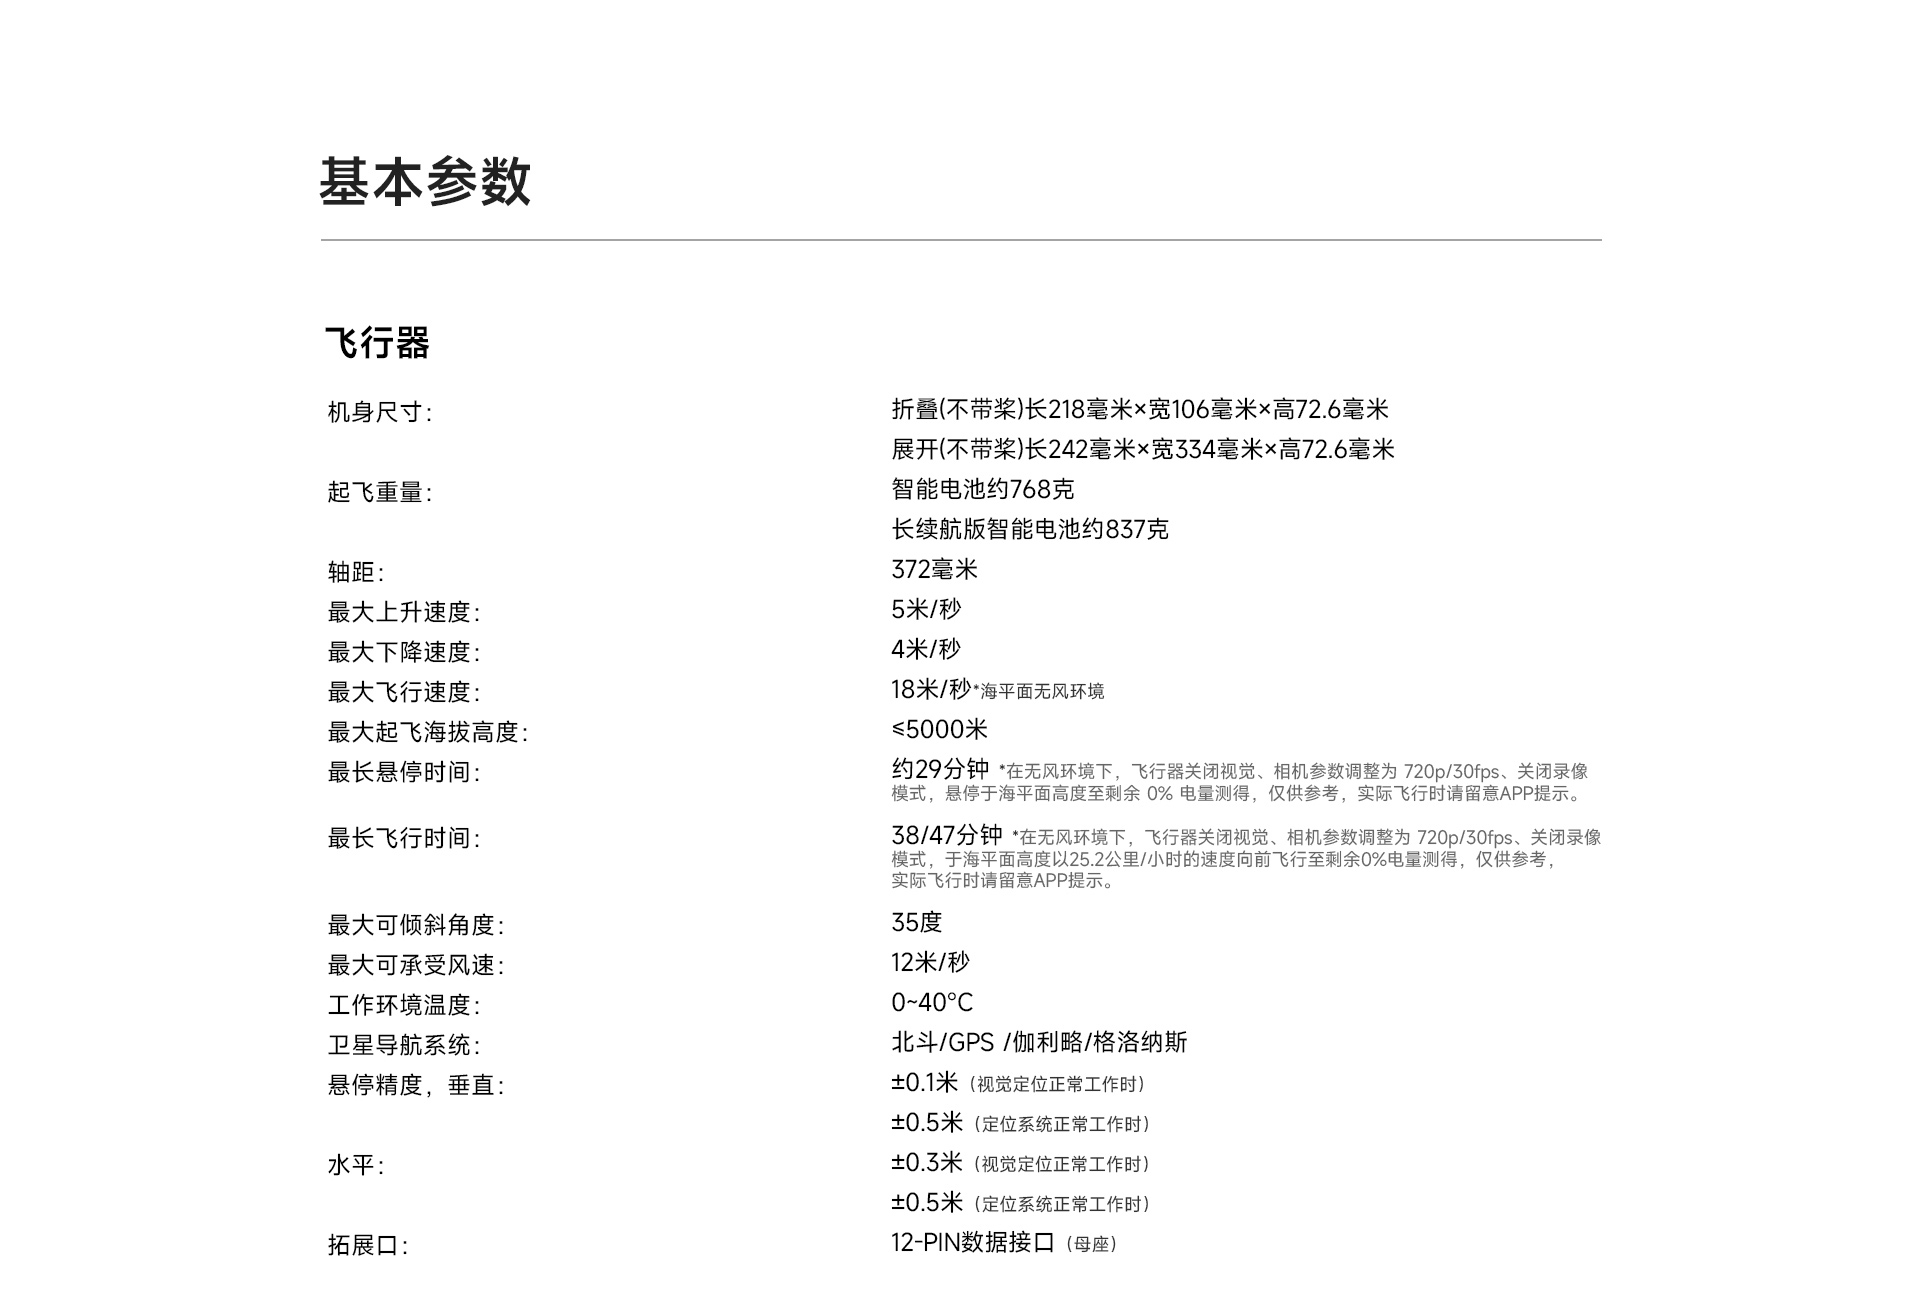 基本参数
飞行器
机身尺寸：
折叠(不带桨)长218毫米×宽106毫米×高72.6毫米
展开(不带桨)长242毫米×宽334毫米×高72.6毫米
起飞重量：
智能电池约768克
长续航版智能电池约837克
轴距：
372毫米
最大上升速度：
5米/秒
最大下降速度：
4米/秒
最大飞行速度：
18米/秒*海平面无风环境
最大起飞海拔高度：
≤5000米
最长悬停时间：
约29分钟 *在无风环境下，飞行器关闭视觉、相机参数调整为 720p/30fps、关闭录像
模式，悬停于海平面高度至剩余 0% 电量测得，仅供参考，实际飞行时请留意APP提示。
最长飞行时间：
38/47分钟 *在无风环境下，飞行器关闭视觉、相机参数调整为 720p/30fps、关闭录像
模式，于海平面高度以25.2公里/小时的速度向前飞行至剩余0%电量测得，仅供参考，
实际飞行时请留意APP提示。
最大可倾斜角度：
35度
最大可承受风速：
12米/秒
工作环境温度：
0~40°C
卫星导航系统：
北斗/GPS /伽利略/格洛纳斯
悬停精度，垂直：
±0.1米（视觉定位正常工作时）
±0.5米（定位系统正常工作时）
水平：
±0.3米（视觉定位正常工作时）
±0.5米（定位系统正常工作时）
拓展口：
12-PIN数据接口（母座）